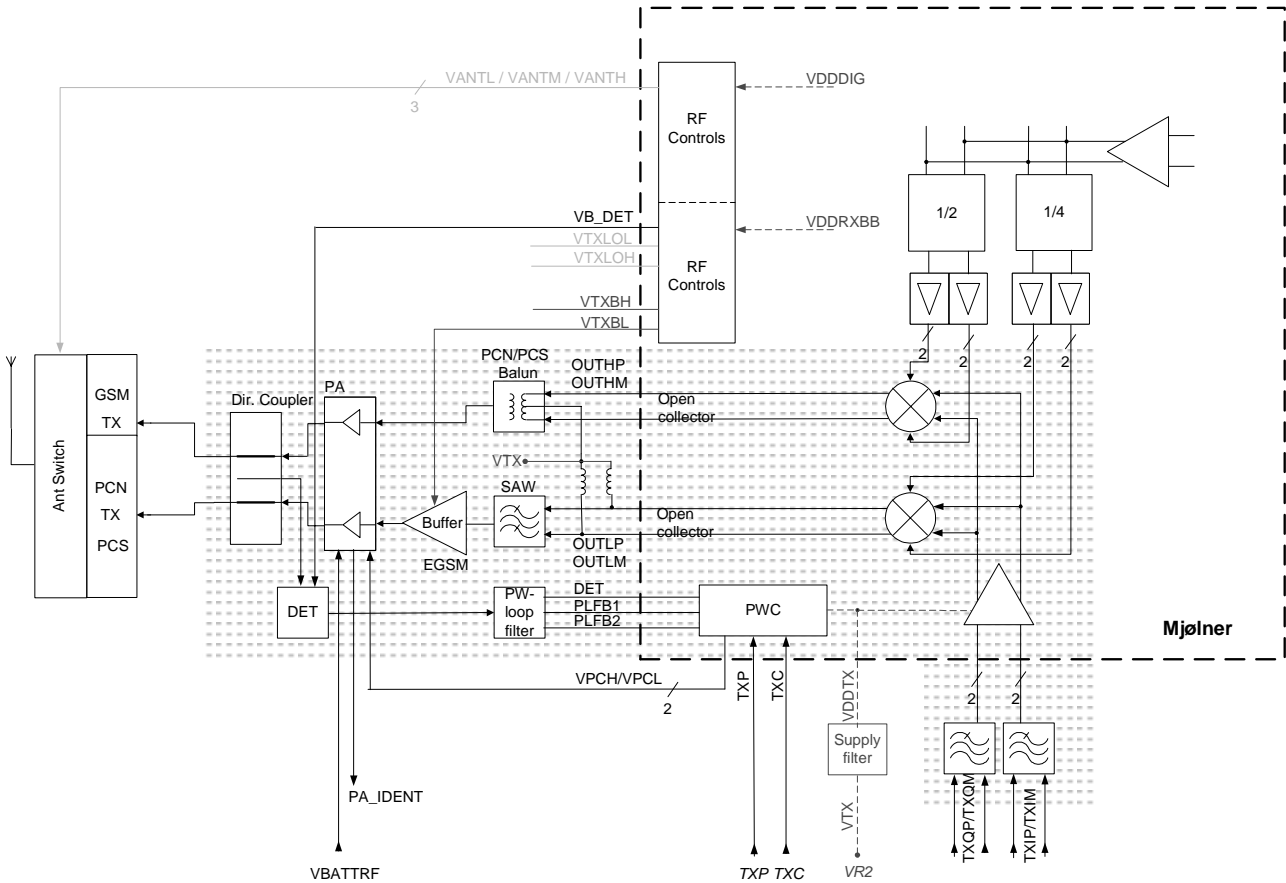 VANTL / VANTM / VANTH
3
VDDDIG
RF
Controls
1/2
1/4
VB_DET
VTXLOL
VTXLOH
VDDRXBB
RF
Controls
VTXBH
VTXBL
2
2
2
2
PCN/PCS
Balun
OUTHP
OUTHM
Open
collector
PA
Dir. Coupler
GSM
TX
Ant Switch
PCN
TX
PCS
VTX
SAW
Buffer
EGSM
Open
collector
OUTLP
OUTLM
DET
PW-
loop
filter
DET
PLFB1
PLFB2
PWC
Mjølner
VPCH/VPCL
2
TXP
TXC
VDDTX
2
2
Supply
filter
VTX
PA_IDENT
TXQP/TXQM
TXIP/TXIM
VBATTRF
TXP
TXC
VR2